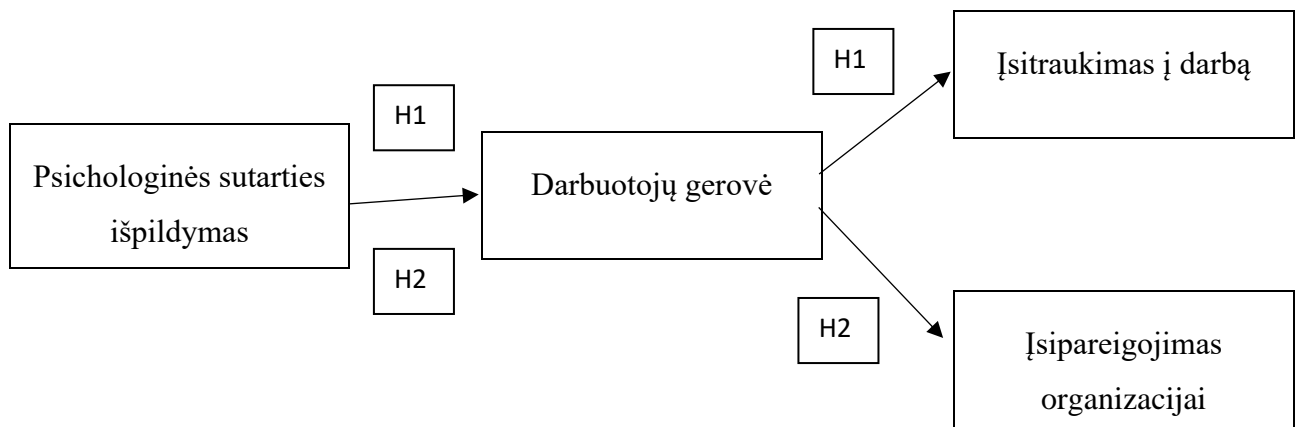 Psichologinės sutarties
išpildymas
H1
H2
Darbuotojų gerovė
H1
H2
Įsitraukimas į darbą
Įsipareigojimas
organizacijai